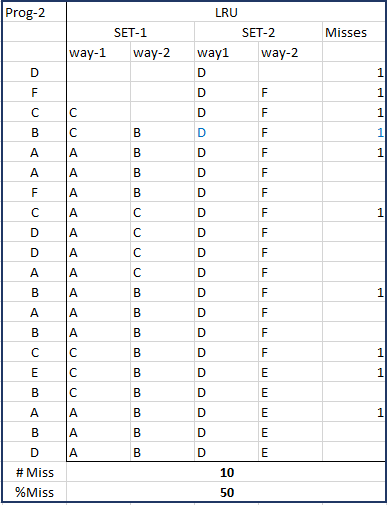 Prog-2 LRU
SET-1 SET-2 Misses
way-1 way-2 way1 way-2
D D 1
F D F 1
C C D F 1
B C B D F 1
A A B D F 1
A A B D F
F A B D F
C A C D F 1
D A C D F
D A C D F
A A C D F
B A B D F 1
A A B D F
B A B D F
C C B D F 1
E C B D E 1
B C B D E
A A B D E 1
B A B D E
D A B D E
# Miss 10
%Miss 50